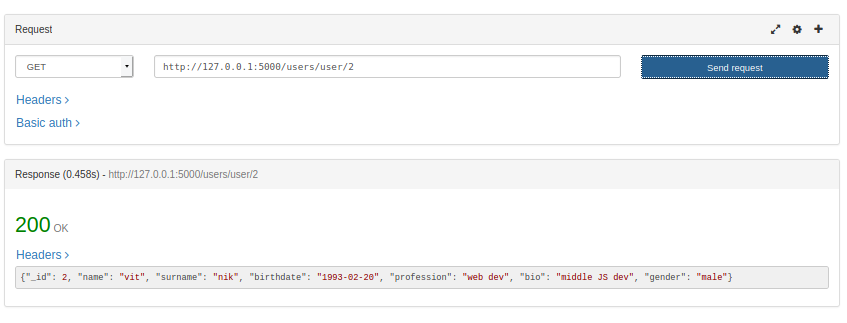 Request
GET http://127.0.0.1:5000/users/user/2 Send request
Headers
Basic auth
Response (0.458s) - http://127.0.0.1:5000/users/user/2
200 OK
Headers
{"_id": 2, "name": "vit", "surname": "nik", "birthdate": "1993-02-20", "profession": "web dev", "bio": "middle JS dev", "gender": "male"}